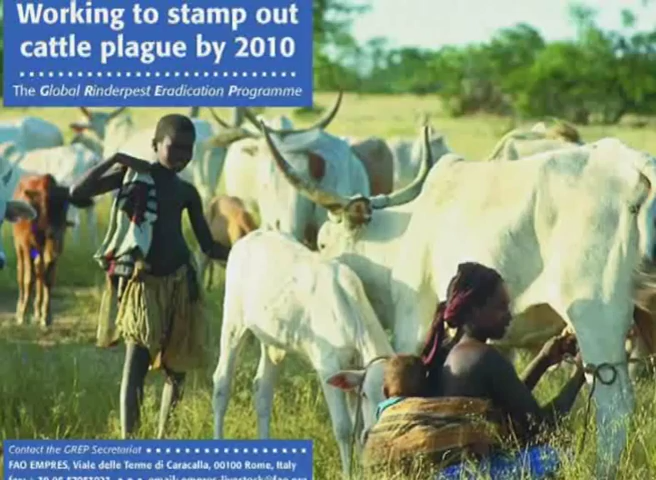 Working to stamp out
cattle plague by 2010
The Global Rinderpest Eradication Programme
Contact the GREP Secretariat
FAO EMPRES, Viale delle Terme di Caracalla, 00100 Rome, Italy